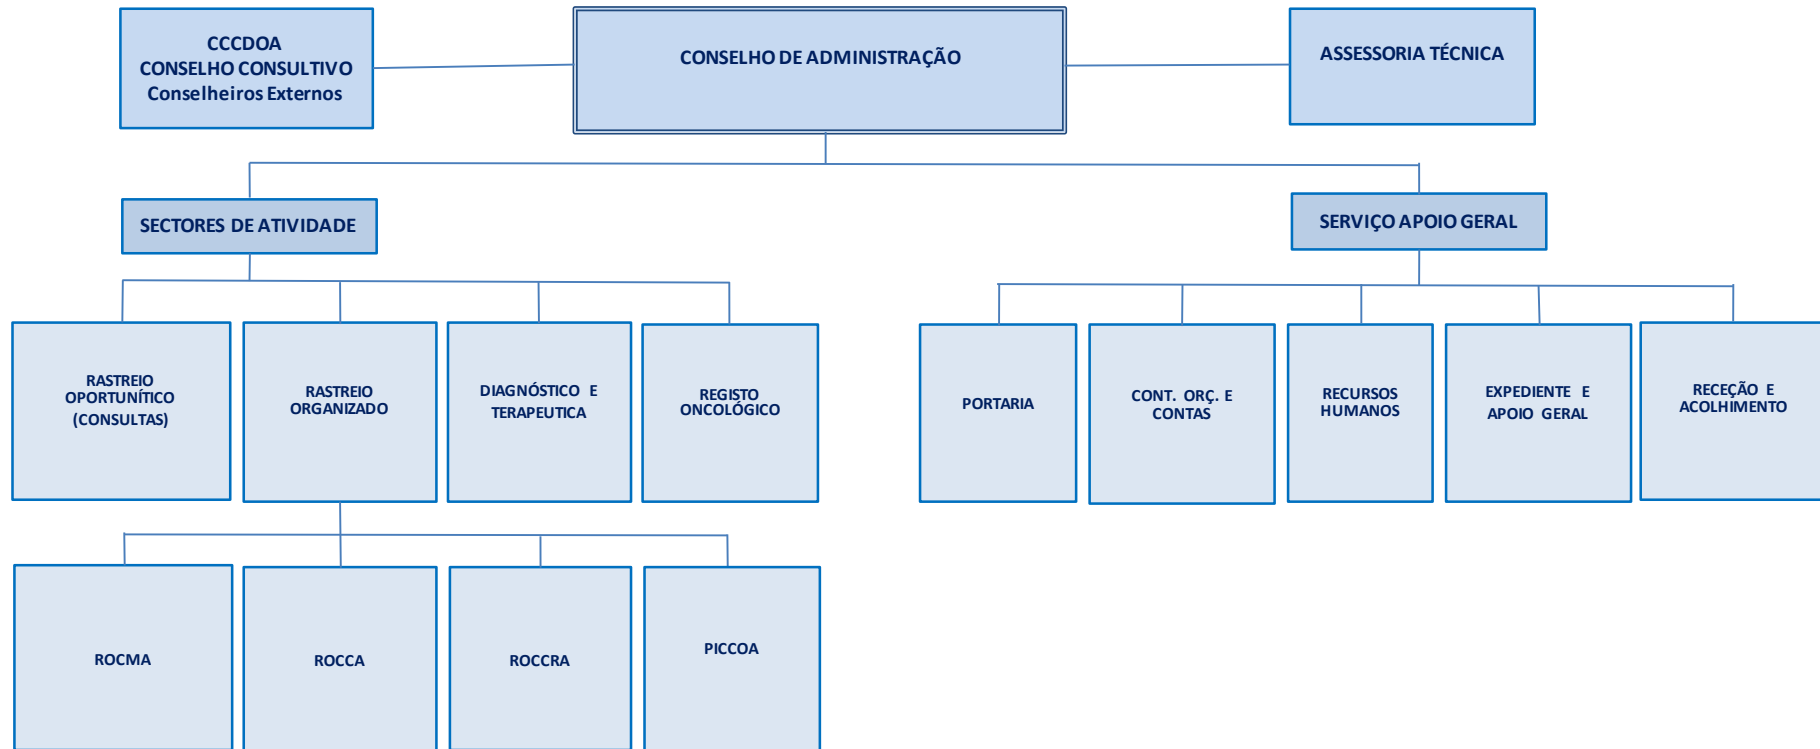 CCCDOA
CONSELHO CONSULTIVO
Conselheiros Externos
CONSELHO DE ADMINISTRAÇÃO
ASSESSORIA TÉCNICA
SECTORES DE ATIVIDADE
SERVIÇO APOIO GERAL
RASTREIO
OPORTUNÍTICO
(CONSULTAS)
RASTREIO
ORGANIZADO
DIAGNÓSTICO E
TERAPEUTICA
REGISTO
ONCOLÓGICO
PORTARIA
CONT. ORÇ. E
CONTAS
RECURSOS
HUMANOS
EXPEDIENTE E
APOIO GERAL
RECEÇÃO E
ACOLHIMENTO
ROCMA
ROCCA
ROCCRA
PICCOA